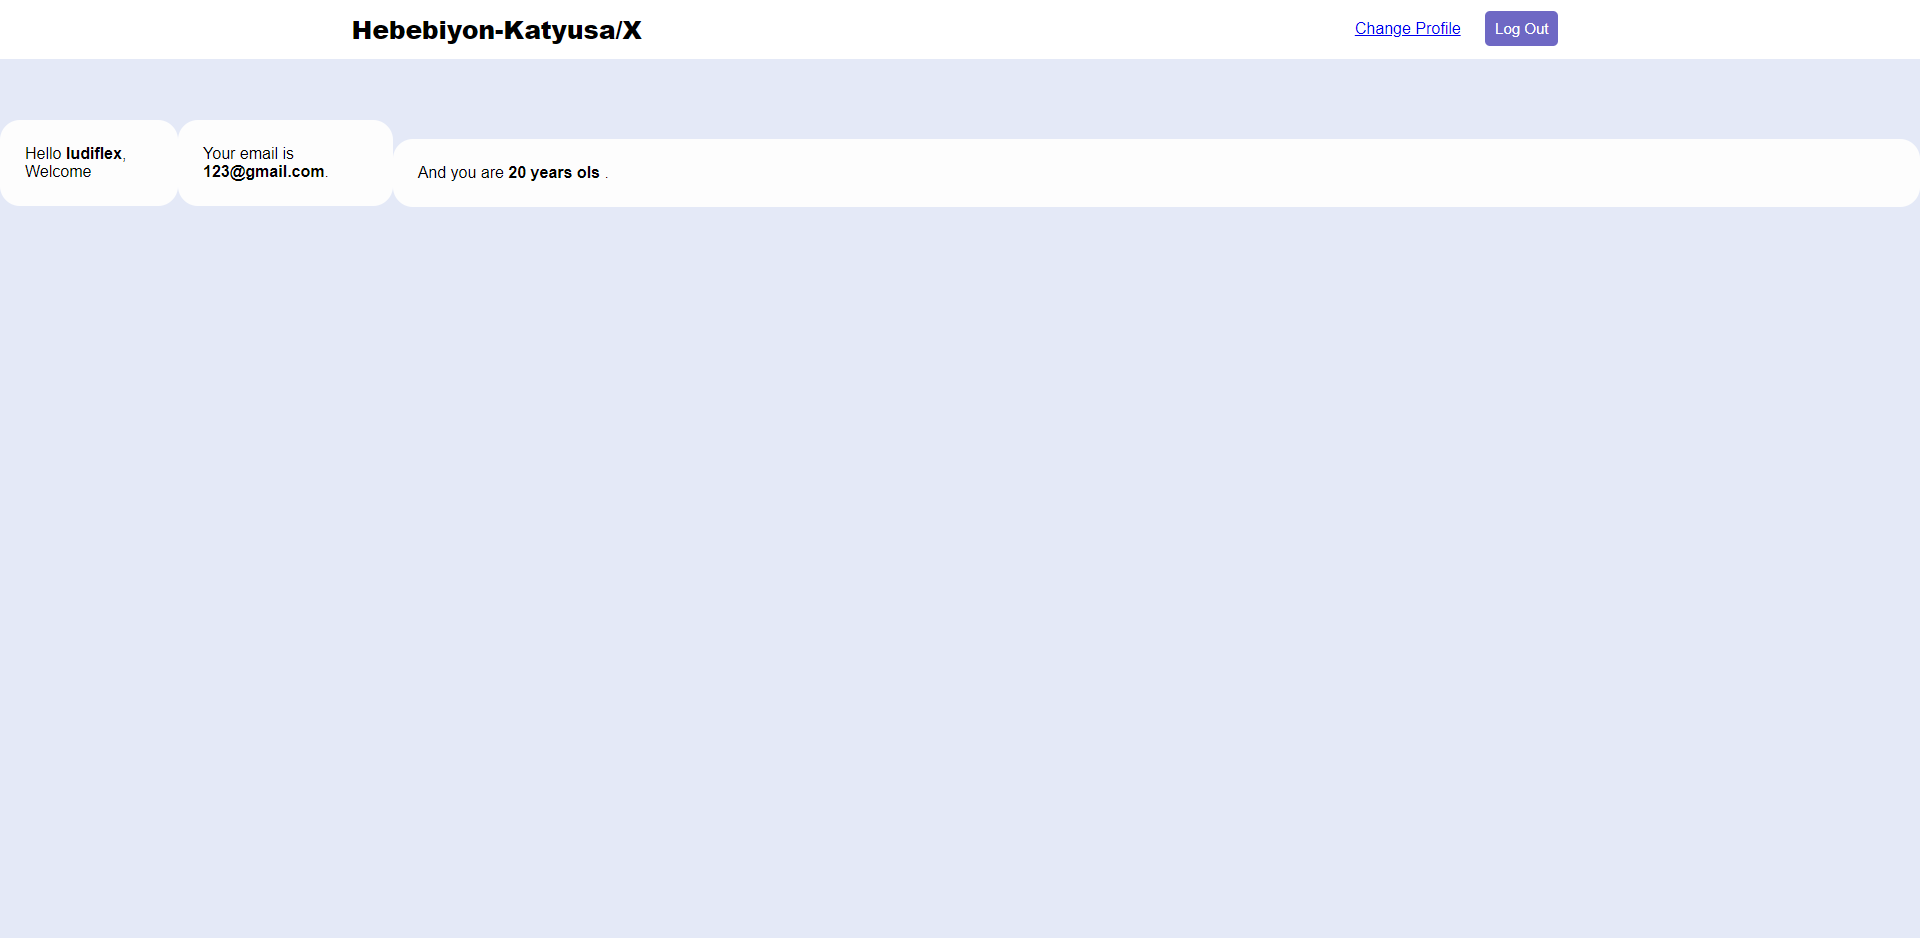 Hebebiyon-Katyusa/X
Change Profile
Log Out
Hello ludiflex,
Welcome
Your email is
123@gmail.com.
And you are 20 years ols .